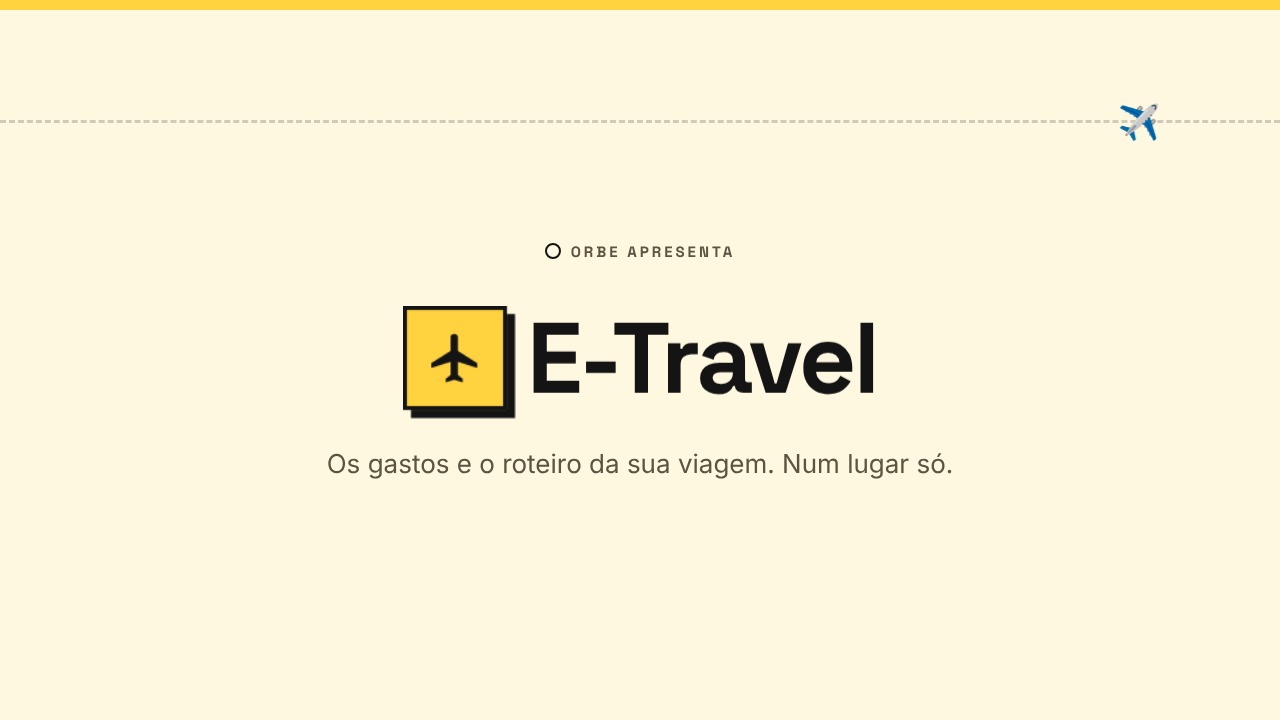 ORBE APRESENTA
E-Travel
Os gastos e o roteiro da sua viagem. Num lugar só.